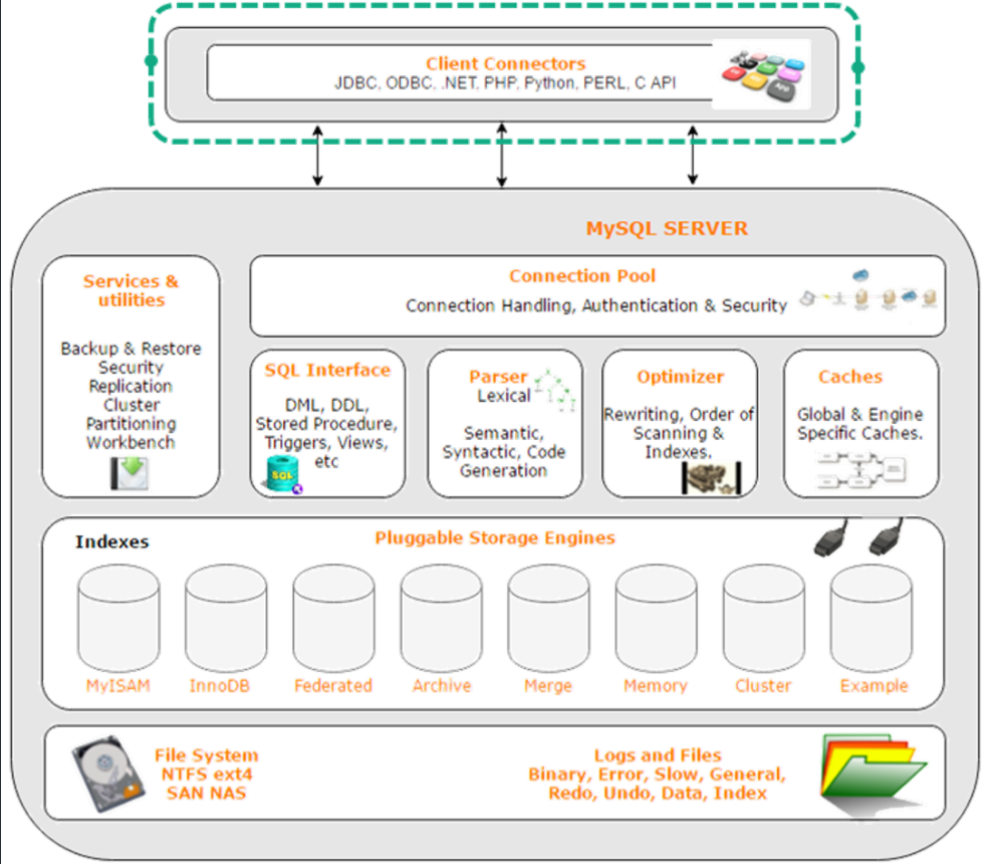 Client Connectors
JDBC, ODBC, .NET, PHP, Python, PERL, C API
MySQL SERVER
Services &
utilities
Backup & Restore
Security
Replication
Cluster
Partitioning
Workbench
Connection Pool
Connection Handling, Authentication & Security
SQL Interface
DML, DDL,
Stored Procedure,
Triggers, Views,
etc
SQL
Parser
Lexical
Semantic,
Syntactic, Code
Generation
Optimizer
Rewriting, Order of
Scanning &
Indexes.
Caches
Global & Engine
Specific Caches.
Indexes
Pluggable Storage Engines
MyISAM
InnoDB
Federated
Archive
Merge
Memory
Cluster
Example
File System
NTFS ext4
SAN NAS
Logs and Files
Binary, Error, Slow, General,
Redo, Undo, Data, Index